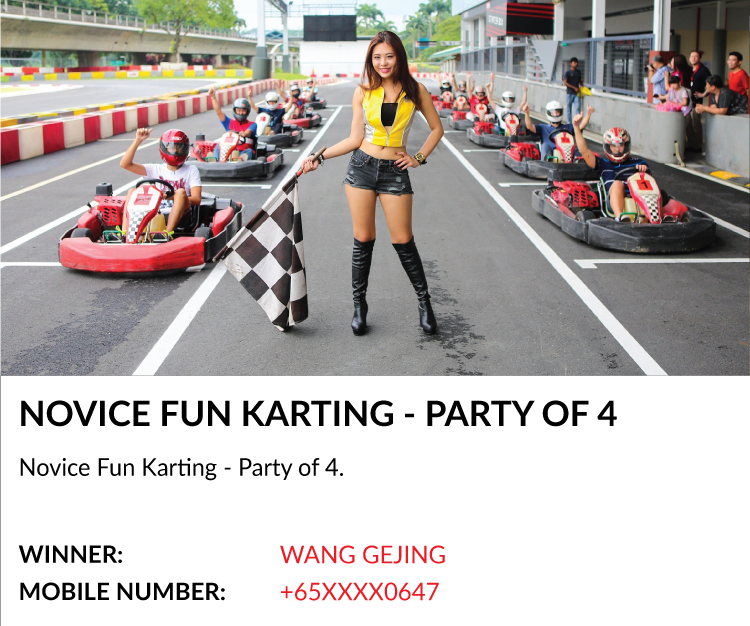 NOVICE FUN KARTING - PARTY OF 4
Novice Fun Karting - Party of 4.
WINNER: WANG GEJING
MOBILE NUMBER: +65XXXX0647